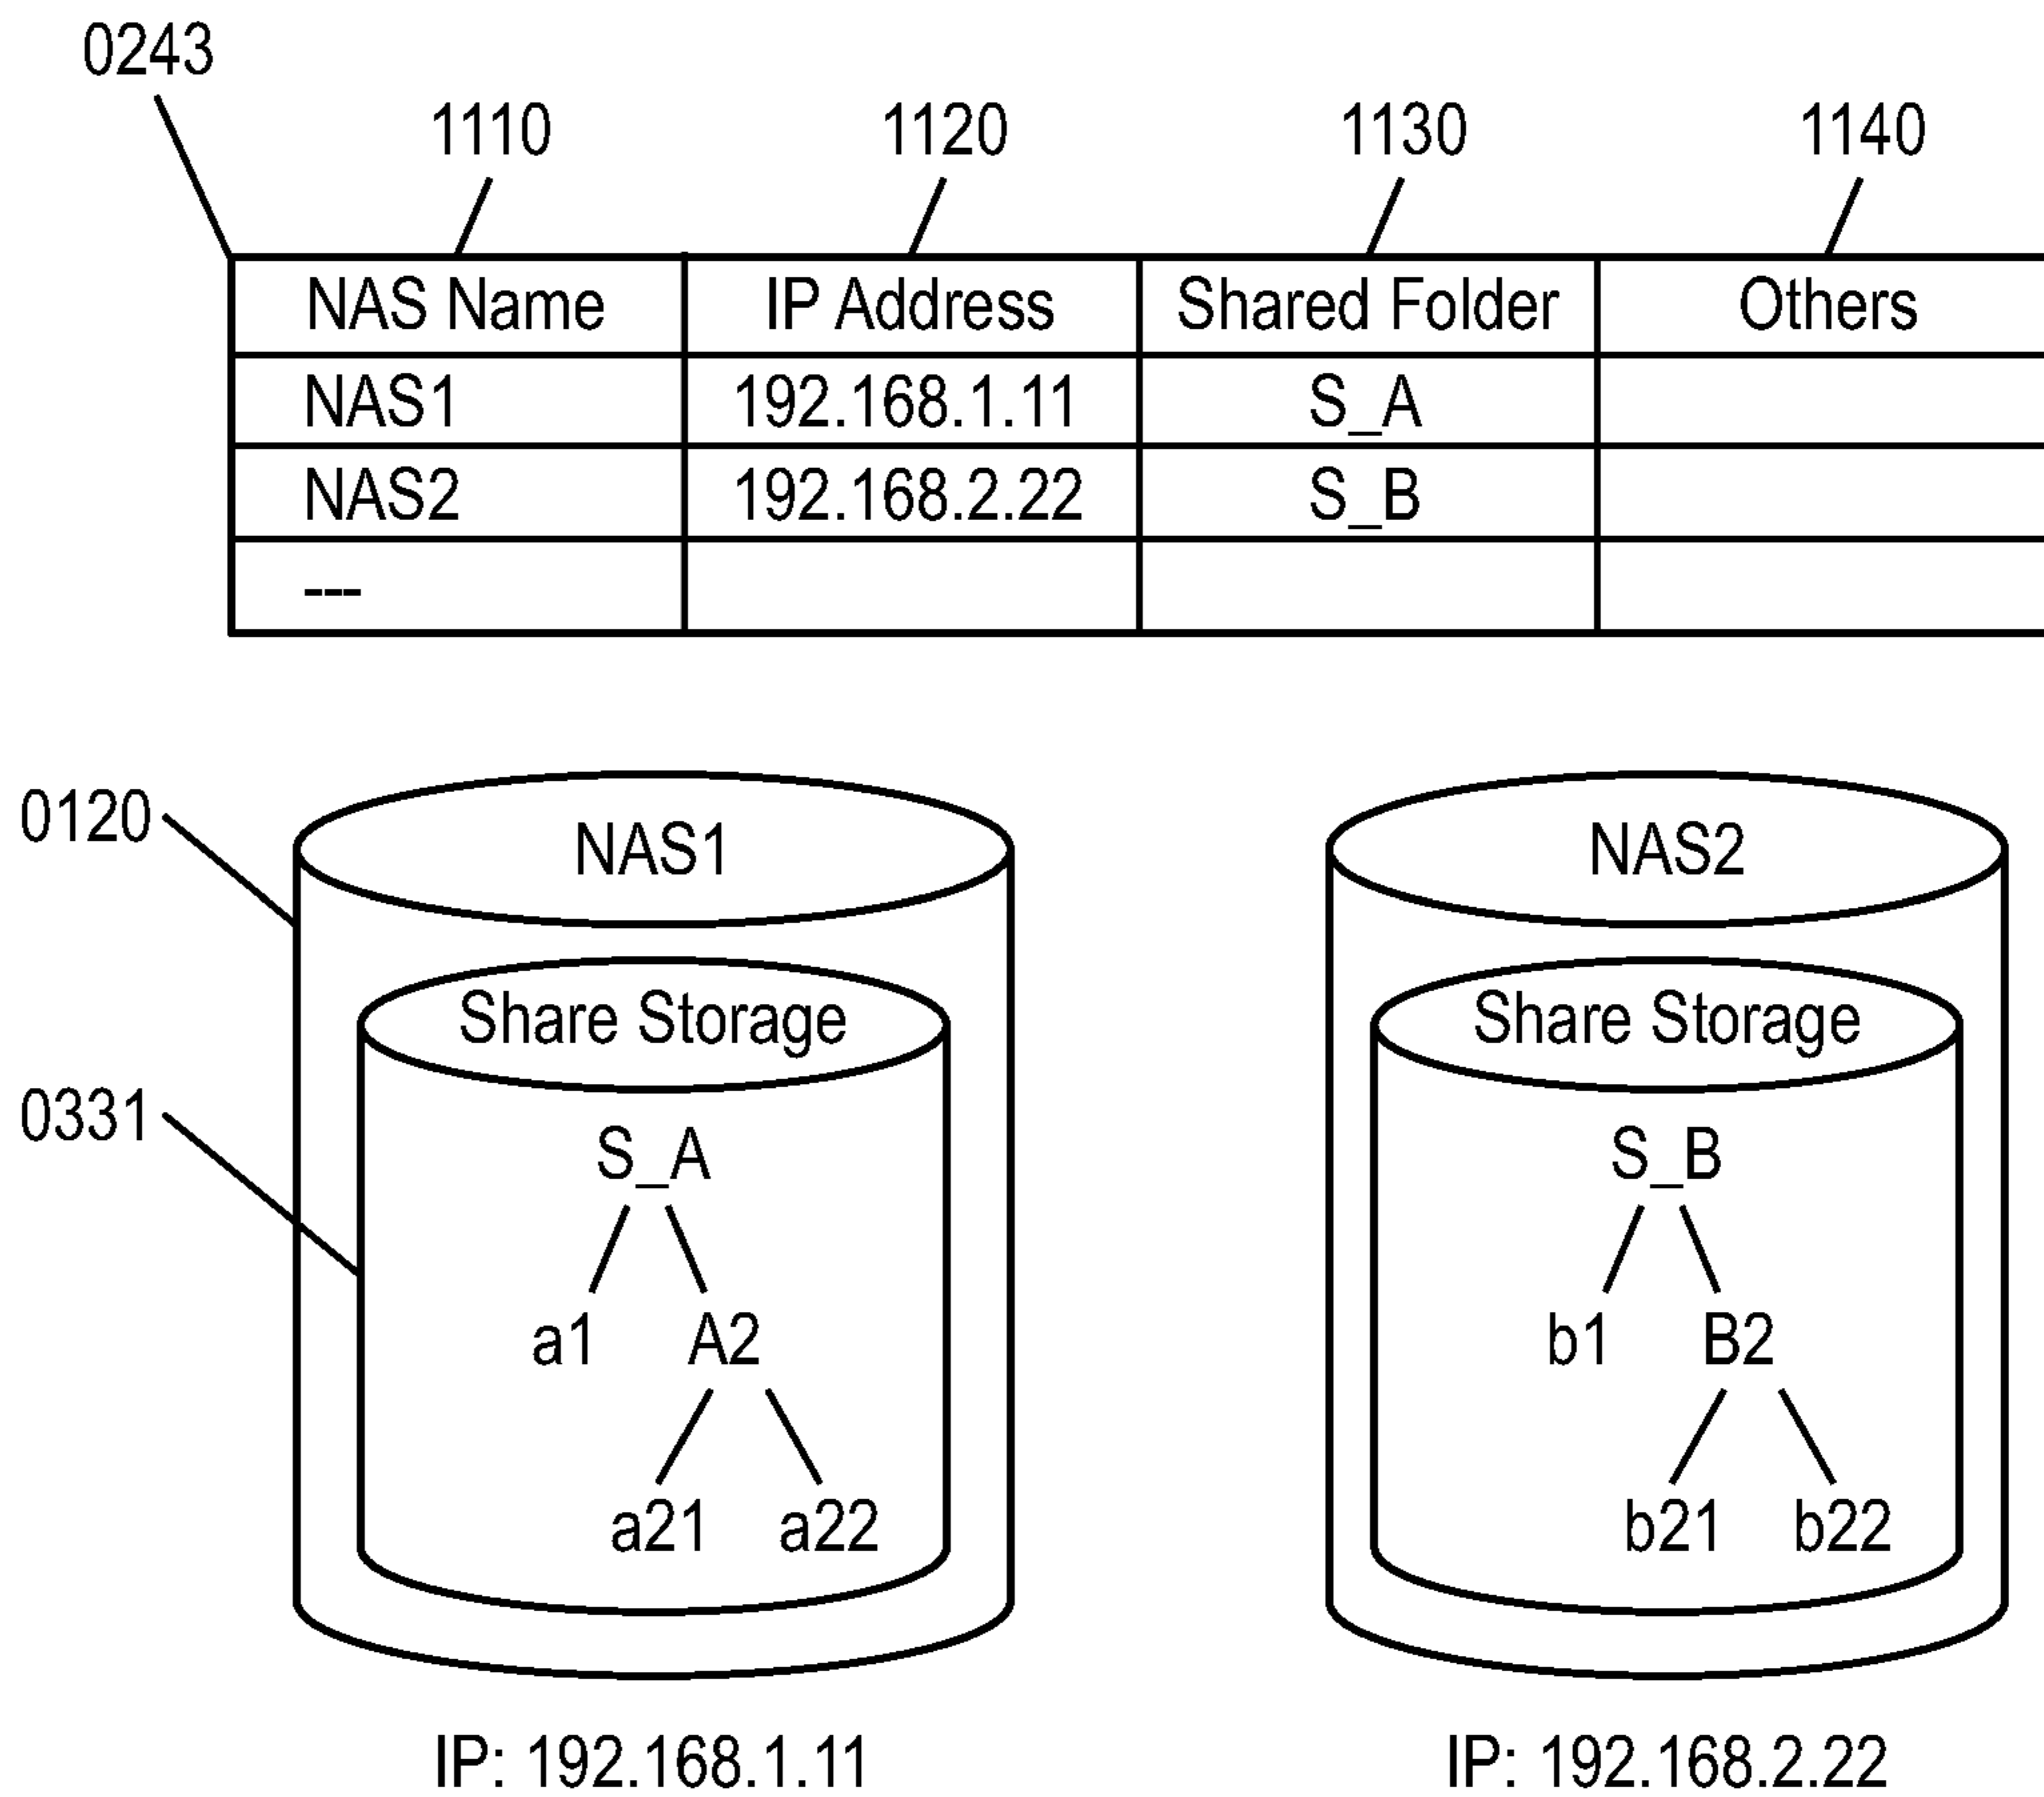 0243
1110 1120 1130 1140
NAS Name IP Address Shared Folder Others
NAS1 192.168.1.11 S_A
NAS2 192.168.2.22 S_B
---
0120 NAS1 NAS2
Share Storage Share Storage
0331 S_A S_B
a1 A2 b1 B2
a21 a22 b21 b22
IP: 192.168.1.11 IP: 192.168.2.22